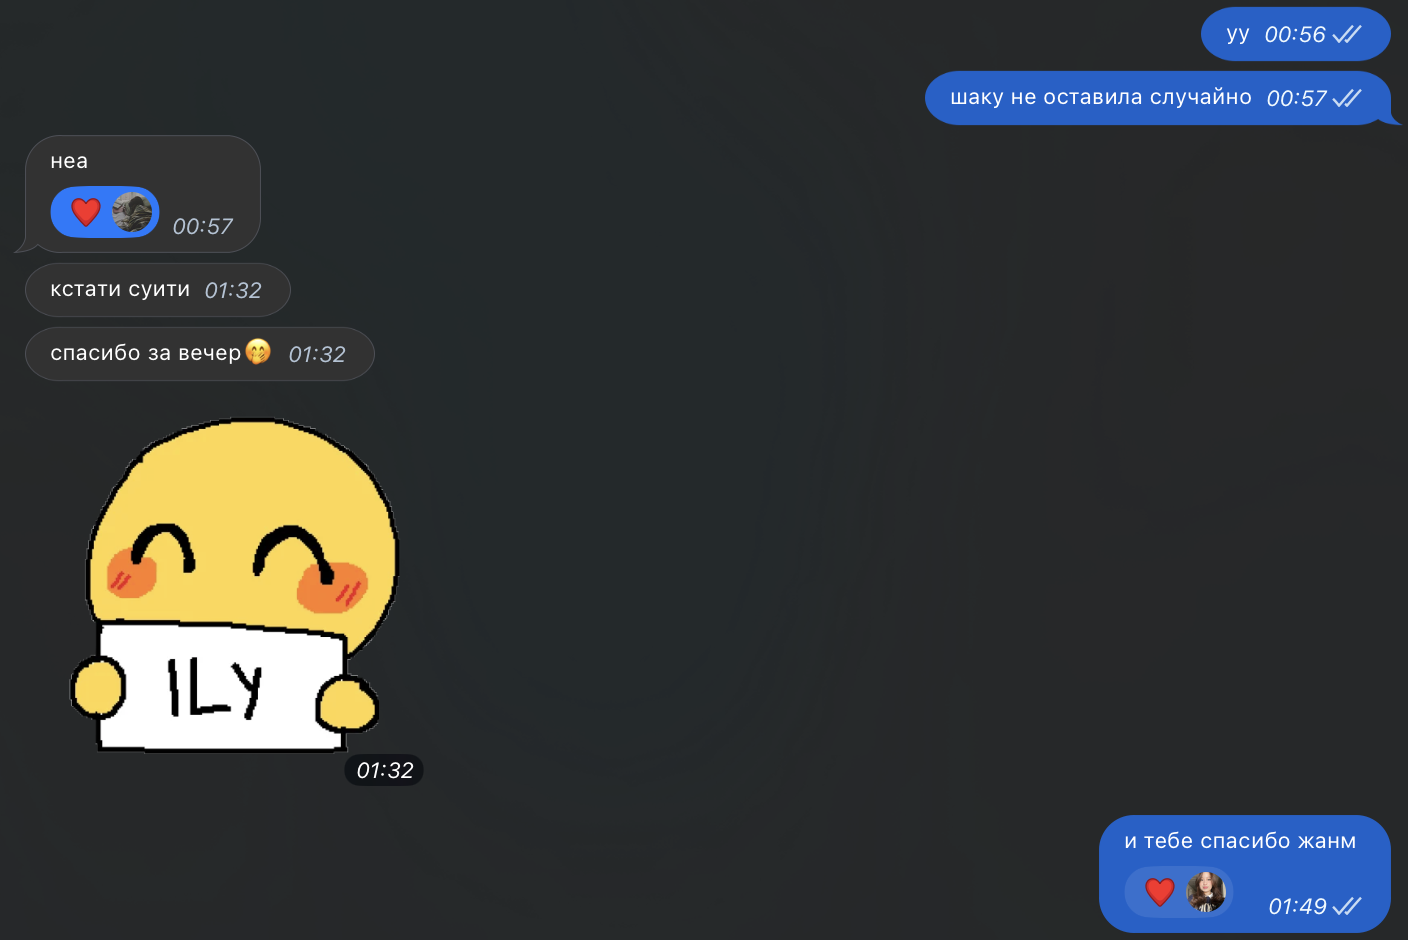 уу 00:56
шаку не оставила случайно 00:57
неа
❤️ 00:57
кстати суити 01:32
спасибо за вечер🤭 01:32
ILY
01:32
и тебе спасибо жанм
❤️ 01:49